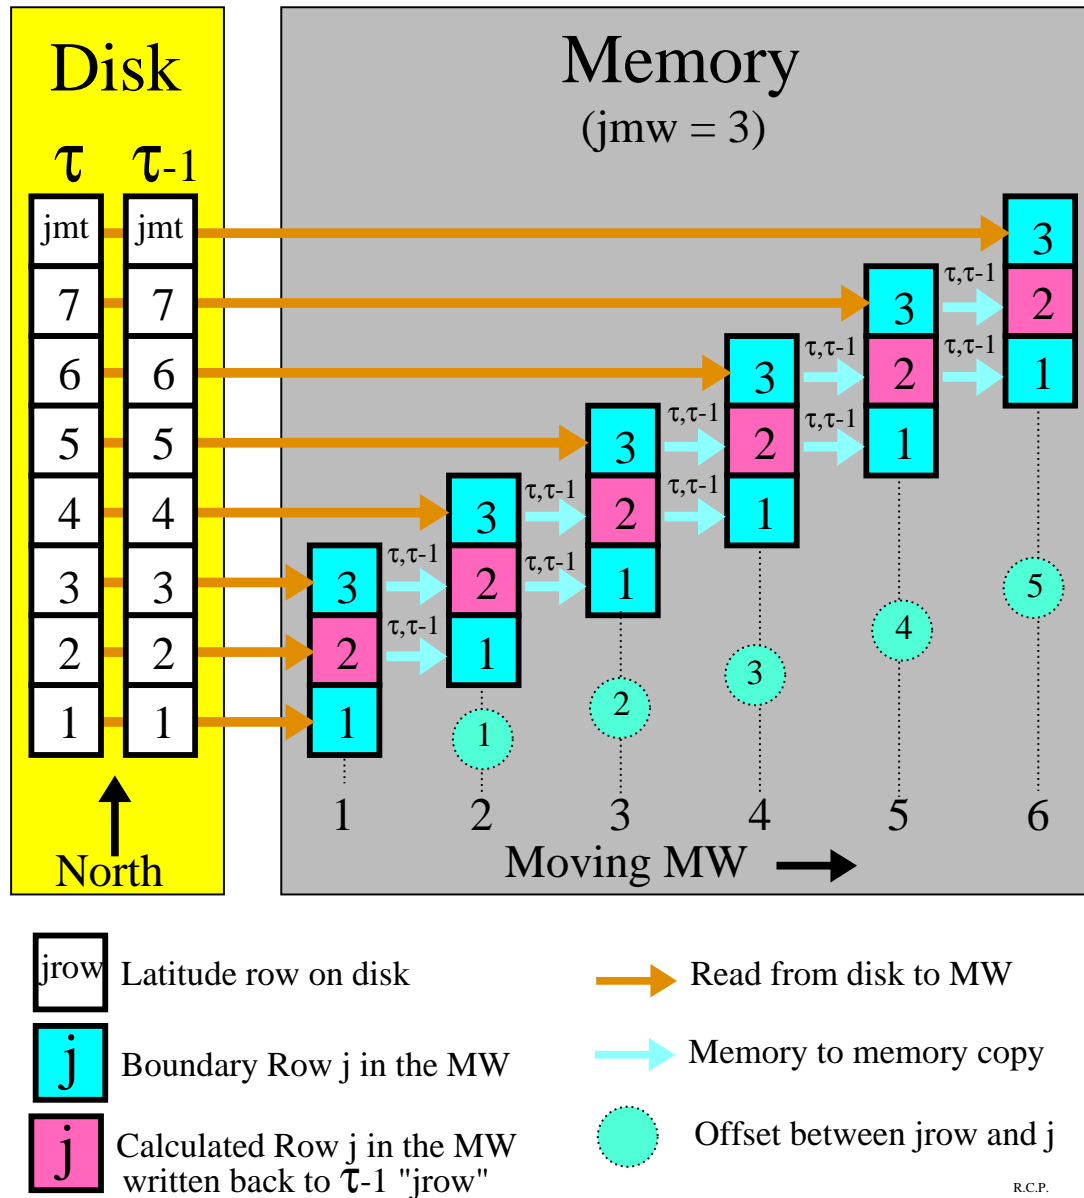 Disk
Memory
(jmw = 3)
τ τ-1
jmt jmt 3
7 7 3 τ,τ-1 2
6 6 3 τ,τ-1 2 τ,τ-1 1
5 5 3 τ,τ-1 2 τ,τ-1 1
4 4 3 τ,τ-1 2 τ,τ-1 1
3 3 3 τ,τ-1 2 τ,τ-1 1 5
2 2 2 τ,τ-1 1 2 3 4
1 1 1 1
1 2 3 4 5 6
North
Moving MW
jrow Latitude row on disk
Read from disk to MW
j Boundary Row j in the MW
Memory to memory copy
j Calculated Row j in the MW
written back to τ-1 "jrow"
Offset between jrow and j
R.C.P.